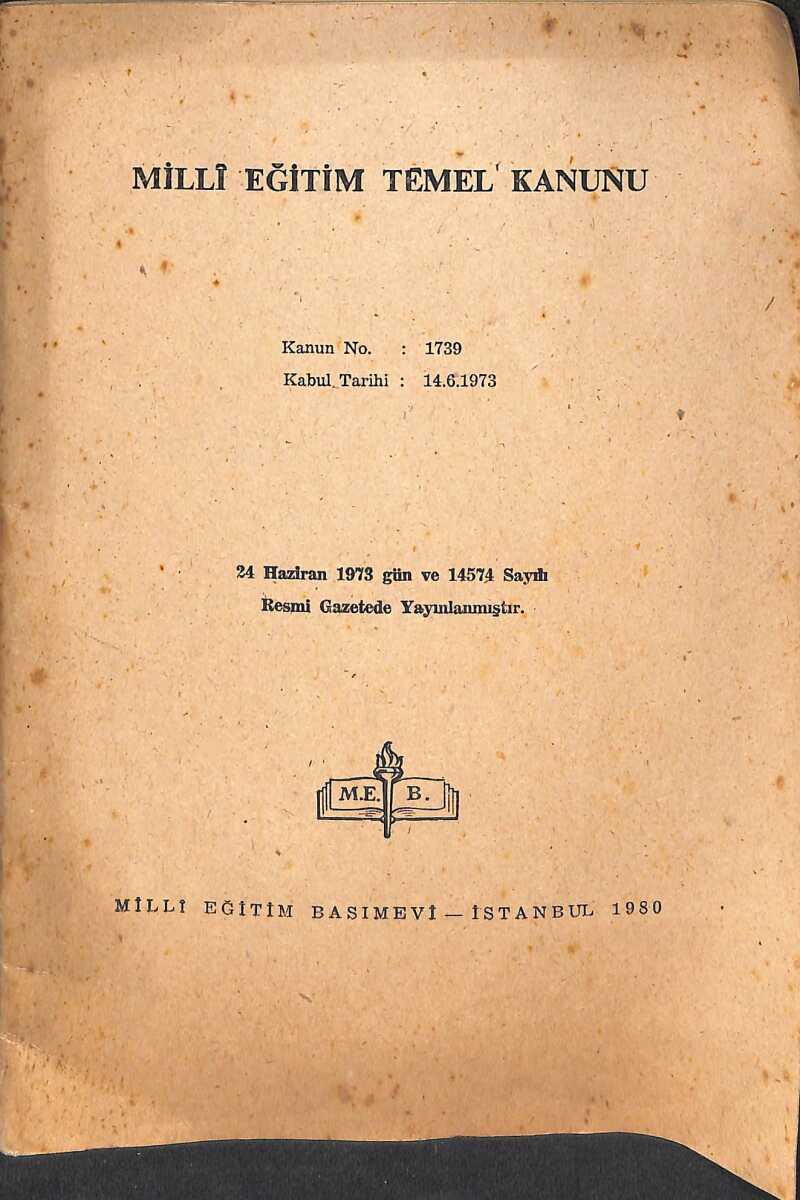 MİLLÎ EĞİTİM TEMEL KANUNU
Kanun No. : 1739
Kabul Tarihi : 14.6.1973
24 Haziran 1973 gün ve 14574 Sayılı
Resmi Gazetede Yayınlanmıştır.
M.E. B.
MİLLÎ EĞİTİM BASIMEVİ — İSTANBUL 1980